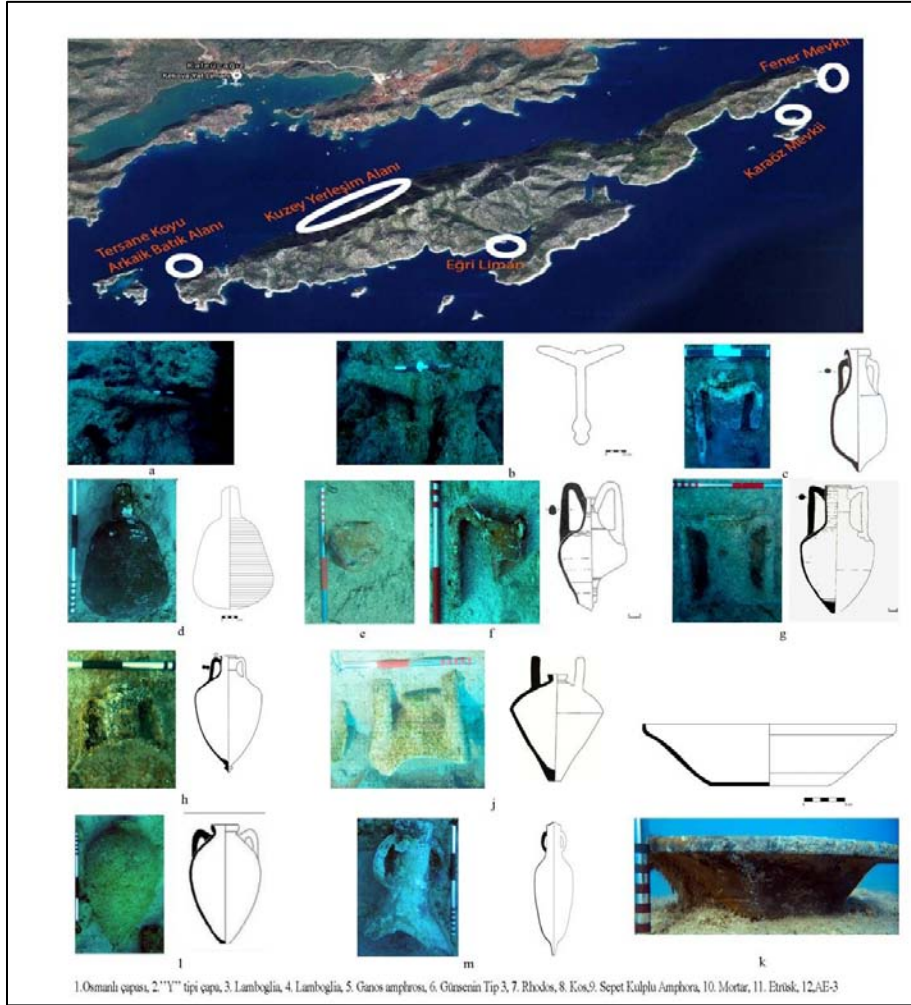 Fener Mevkii
Karaöz Mevkii
Kuzey Yerleşim Alanı
Tersane Koyu
Arkaik Batık Alanı
Eğri Liman
a
b
c
d
e
f
g
h
j
k
l
m
1.Osmanlı çapası, 2."Y" tipi çapa, 3. Lamboglia, 4. Lamboglia, 5. Ganos amphrosı, 6. Günsenin Tip 3, 7. Rhodos, 8. Kos,9. Sepet Kulplu Amphora, 10. Mortar, 11. Etrüsk, 12,AE-3